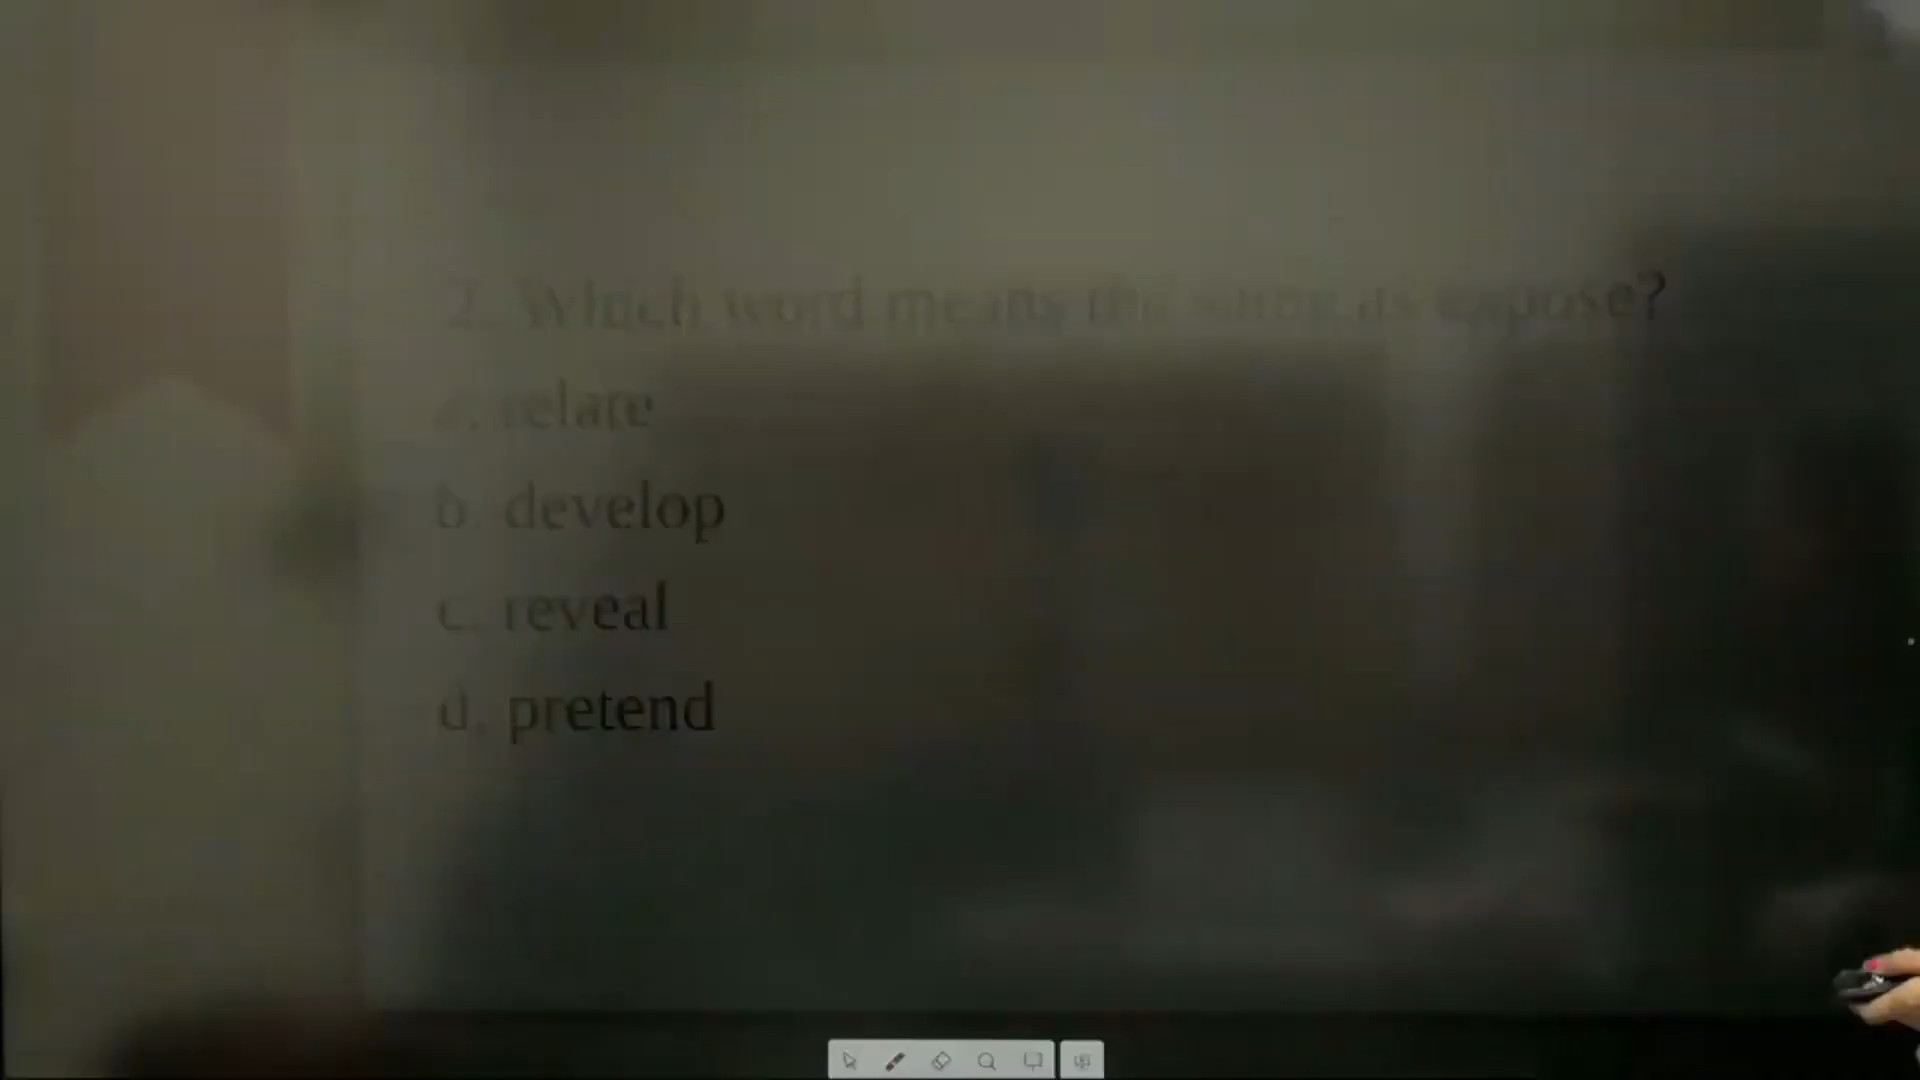 2. Which word means the same as expose?
a. relate
b. develop
c. reveal
d. pretend